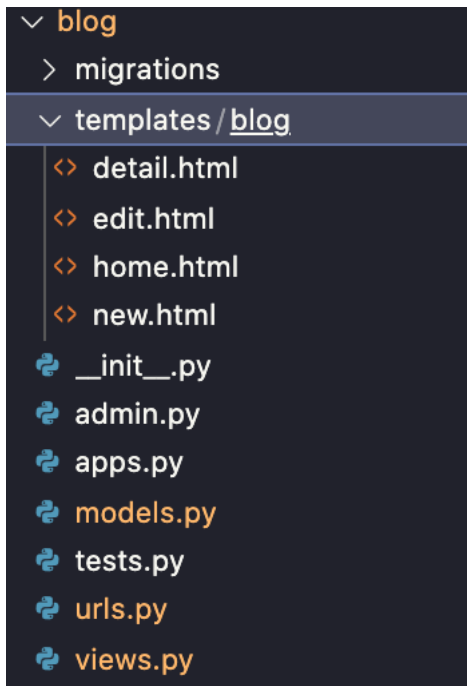 blog
migrations
templates/blog
detail.html
edit.html
home.html
new.html
__init__.py
admin.py
apps.py
models.py
tests.py
urls.py
views.py